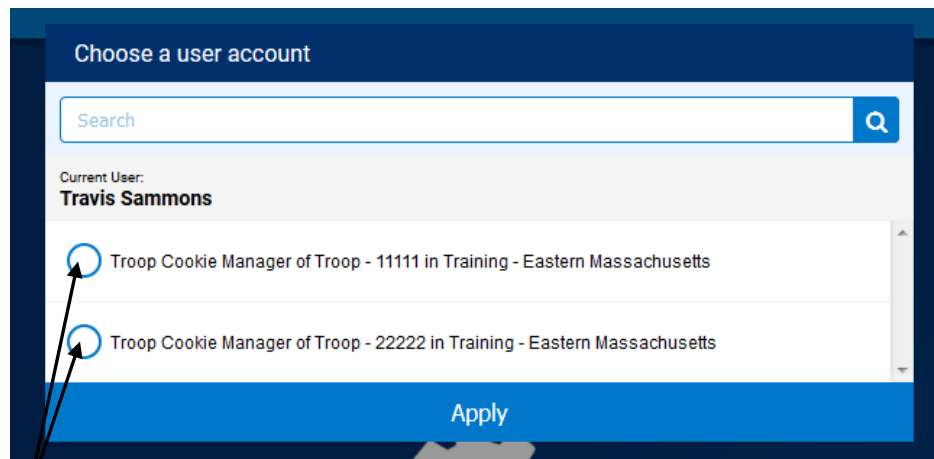 Choose a user account
Search
Current User:
Travis Sammons
Troop Cookie Manager of Troop - 11111 in Training - Eastern Massachusetts
Troop Cookie Manager of Troop - 22222 in Training - Eastern Massachusetts
Apply